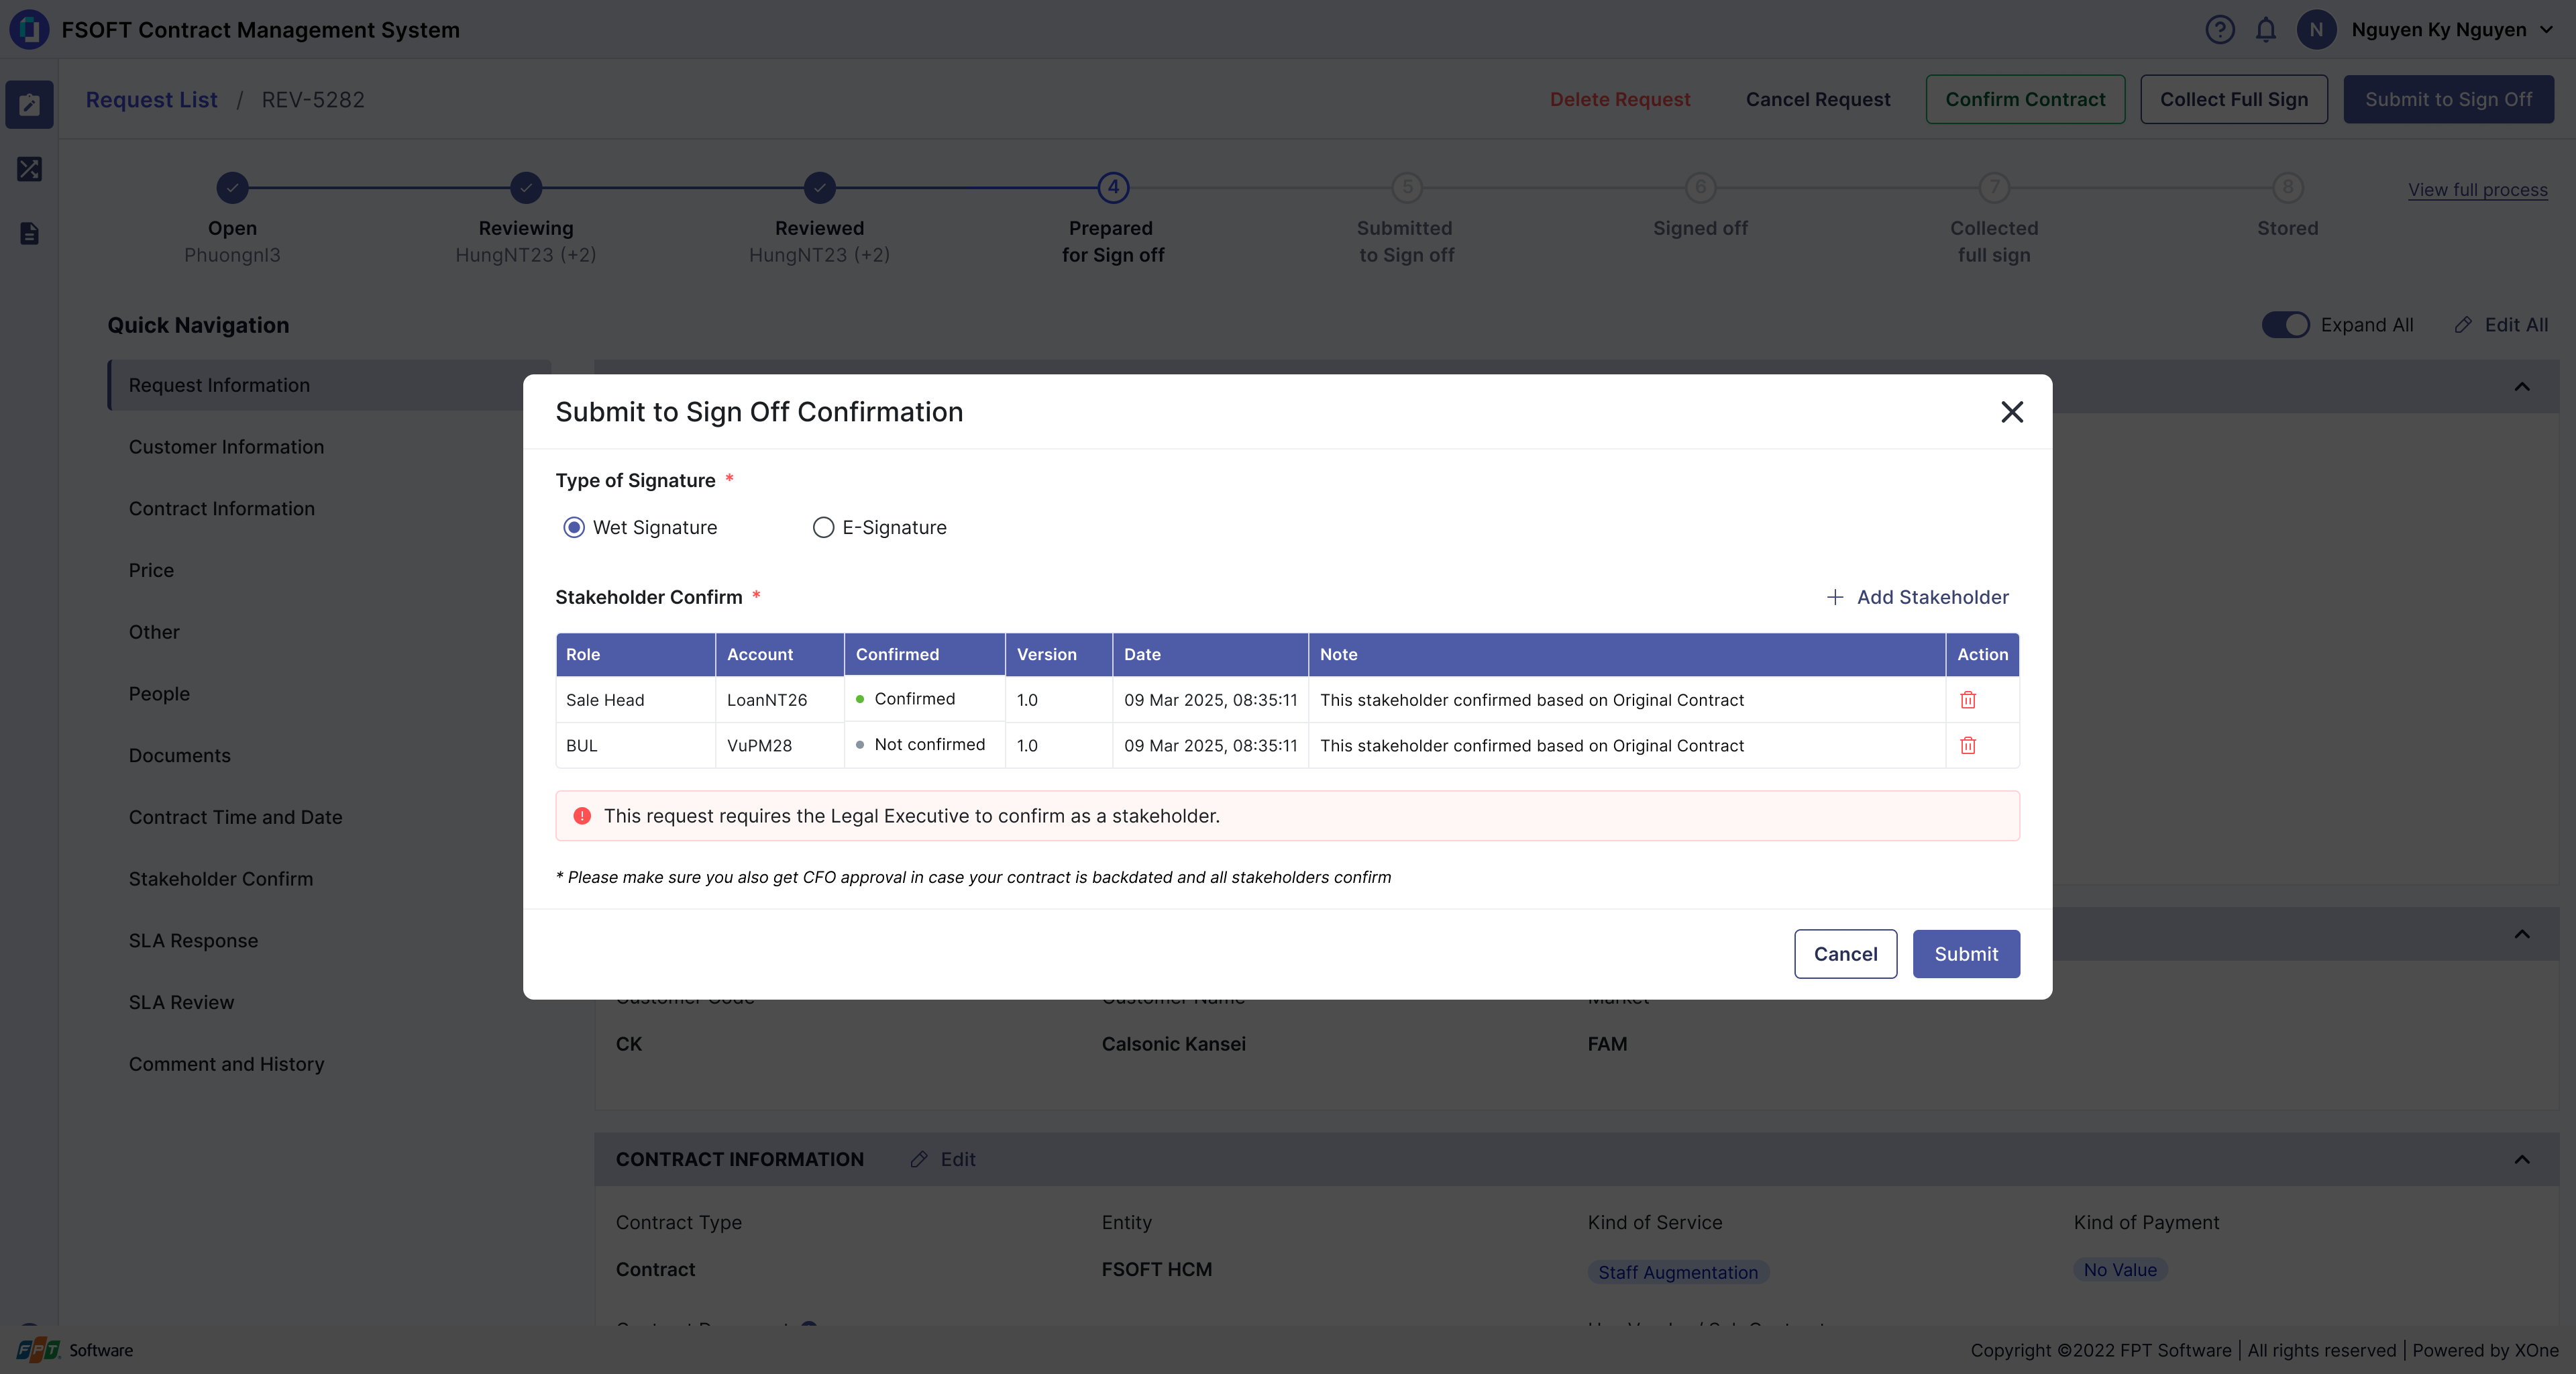 FSOFT Contract Management System
N Nguyen Ky Nguyen
Request List / REV-5282
Delete Request Cancel Request Confirm Contract Collect Full Sign Submit to Sign Off
4 5 6 7 8
View full process
Open Reviewing Reviewed Prepared Submitted Signed off Collected Stored
Phuongnl3 HungNT23 (+2) HungNT23 (+2) for Sign off to Sign off full sign
Quick Navigation
Expand All Edit All
Request Information
Customer Information
Contract Information
Price
Other
People
Documents
Contract Time and Date
Stakeholder Confirm
SLA Response
SLA Review
Comment and History
Submit to Sign Off Confirmation
Type of Signature *
Wet Signature E-Signature
Stakeholder Confirm *
Add Stakeholder
Role Account Confirmed Version Date Note Action
Sale Head LoanNT26 Confirmed 1.0 09 Mar 2025, 08:35:11 This stakeholder confirmed based on Original Contract
BUL VuPM28 Not confirmed 1.0 09 Mar 2025, 08:35:11 This stakeholder confirmed based on Original Contract
This request requires the Legal Executive to confirm as a stakeholder.
* Please make sure you also get CFO approval in case your contract is backdated and all stakeholders confirm
Cancel Submit
Customer Code Customer Name Market
CK Calsonic Kansei FAM
CONTRACT INFORMATION Edit
Contract Type Entity Kind of Service Kind of Payment
Contract FSOFT HCM Staff Augmentation No Value
FPT Software
Copyright ©2022 FPT Software | All rights reserved | Powered by XOne